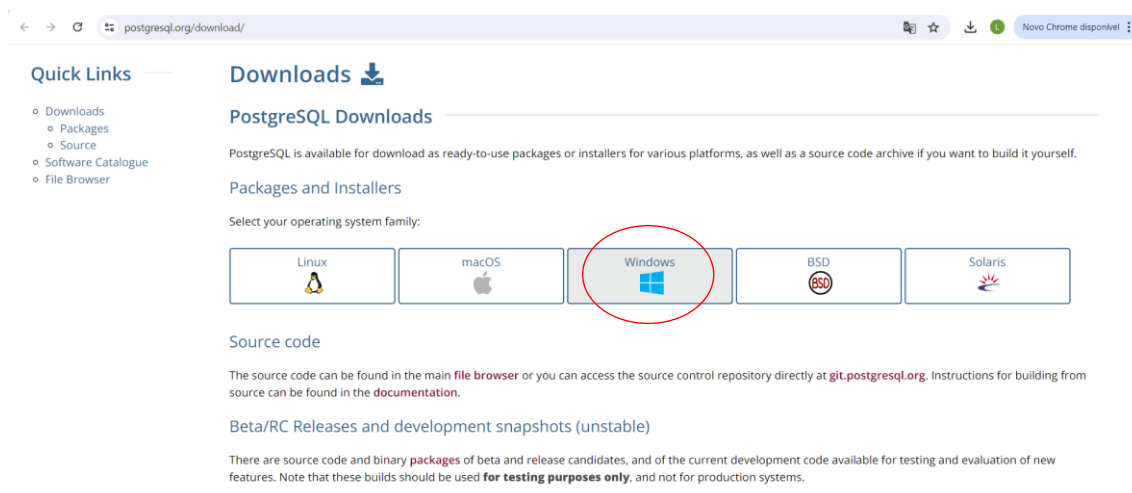 postgresql.org/download/
L
Novo Chrome disponível
Quick Links
Downloads
Packages
Source
Software Catalogue
File Browser
Downloads
PostgreSQL Downloads
PostgreSQL is available for download as ready-to-use packages or installers for various platforms, as well as a source code archive if you want to build it yourself.
Packages and Installers
Select your operating system family:
Linux
macOS
Windows
BSD
Solaris
BSD
Source code
The source code can be found in the main file browser or you can access the source control repository directly at git.postgresql.org. Instructions for building from
source can be found in the documentation.
Beta/RC Releases and development snapshots (unstable)
There are source code and binary packages of beta and release candidates, and of the current development code available for testing and evaluation of new
features. Note that these builds should be used for testing purposes only, and not for production systems.